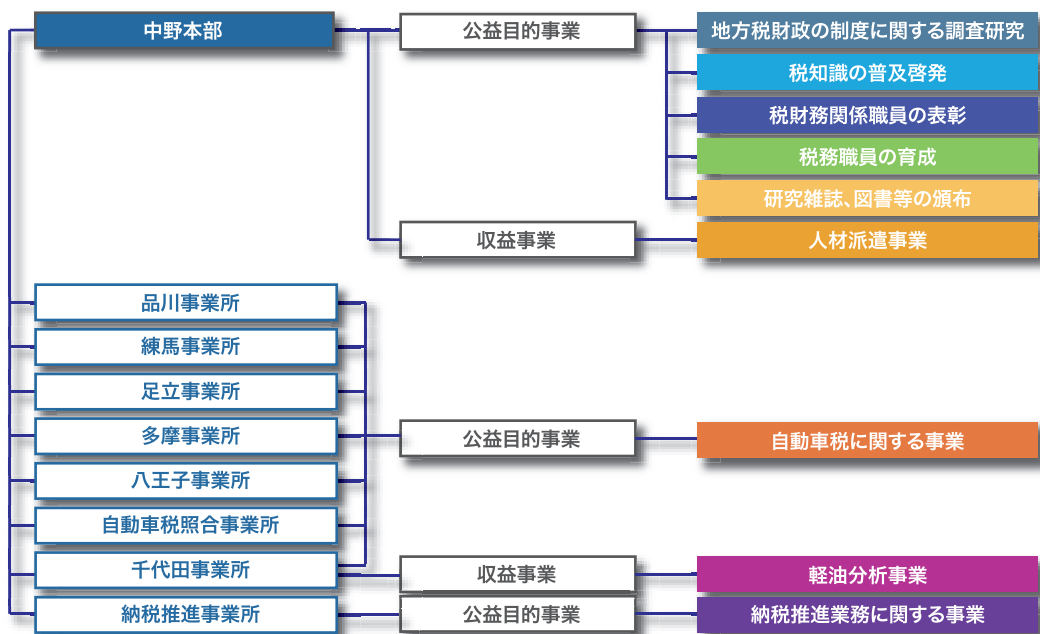 中野本部
公益目的事業
地方税財政の制度に関する調査研究
税知識の普及啓発
税財務関係職員の表彰
税務職員の育成
研究雑誌、図書等の頒布
収益事業
人材派遣事業
品川事業所
練馬事業所
足立事業所
多摩事業所
八王子事業所
自動車税照合事業所
千代田事業所
納税推進事業所
公益目的事業
自動車税に関する事業
収益事業
軽油分析事業
公益目的事業
納税推進業務に関する事業